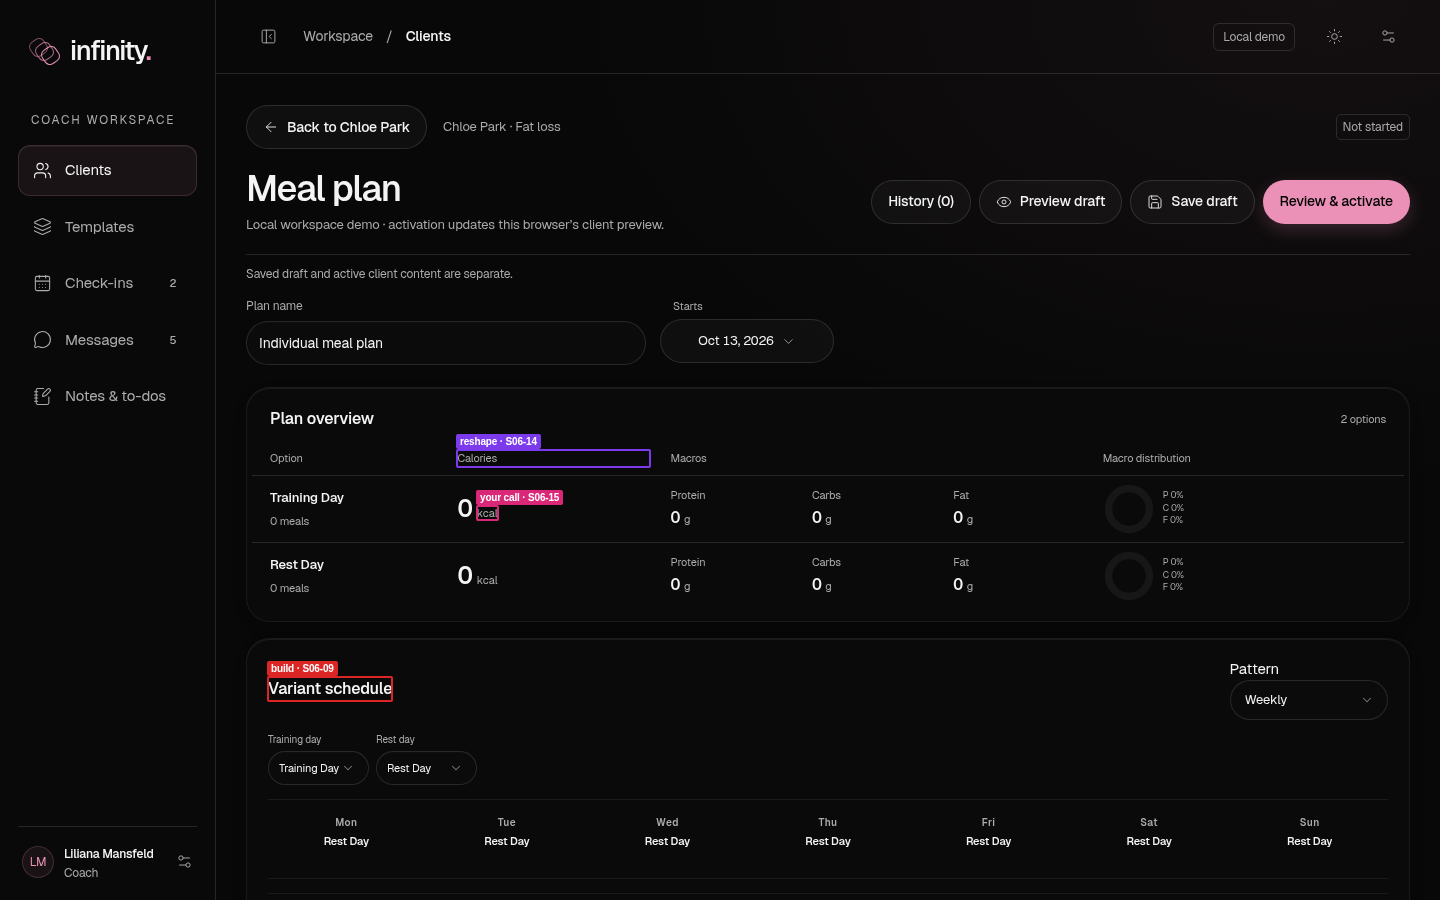 infinity.
Workspace / Clients
Local demo
COACH WORKSPACE
Clients
Templates
Check-ins 2
Messages 5
Notes & to-dos
Liliana Mansfeld
LM
Coach
Back to Chloe Park
Chloe Park · Fat loss
Not started
Meal plan
History (0)
Preview draft
Save draft
Review & activate
Local workspace demo · activation updates this browser's client preview.
Saved draft and active client content are separate.
Plan name
Starts
Individual meal plan
Oct 13, 2026
Plan overview
2 options
reshape · S06-14
Option
Calories
Macros
Macro distribution
Training Day
0 meals
your call · S06-15
0 kcal
Protein
0 g
Carbs
0 g
Fat
0 g
P 0%
C 0%
F 0%
Rest Day
0 meals
0 kcal
Protein
0 g
Carbs
0 g
Fat
0 g
P 0%
C 0%
F 0%
build · S06-09
Variant schedule
Pattern
Weekly
Training day
Training Day
Rest day
Rest Day
Mon
Rest Day
Tue
Rest Day
Wed
Rest Day
Thu
Rest Day
Fri
Rest Day
Sat
Rest Day
Sun
Rest Day